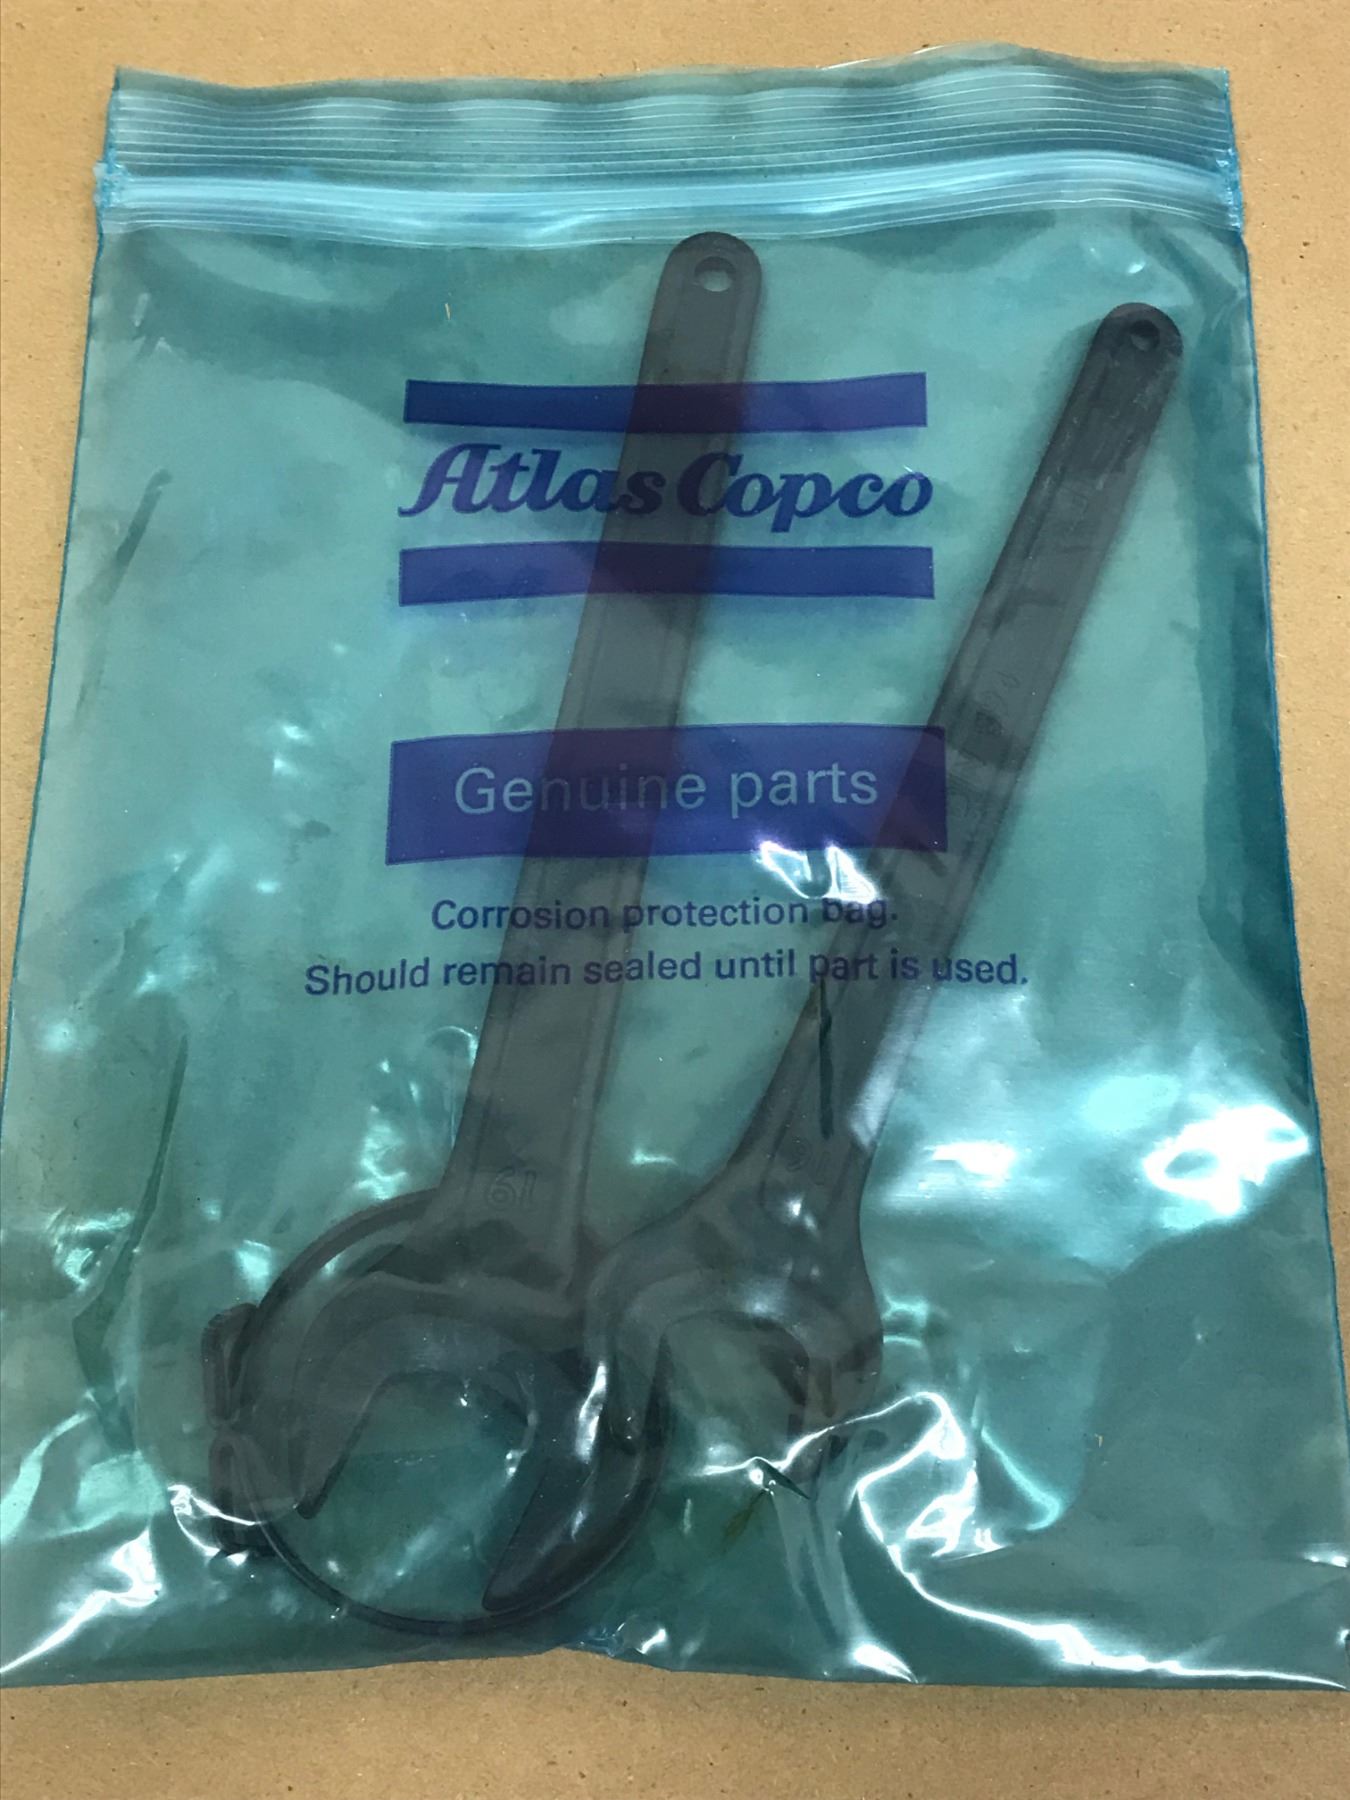 Atlas Copco
Genuine parts
Corrosion protection bag.
Should remain sealed until part is used.